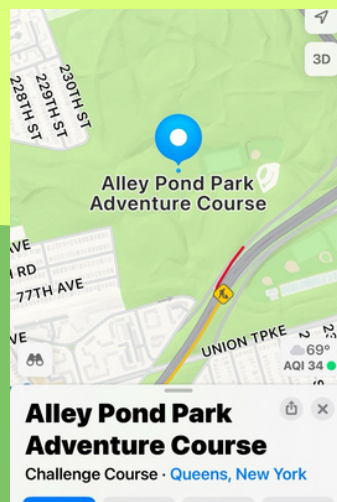 3D
228TH ST
229TH ST
230TH ST
Alley Pond Park
Adventure Course
AVE
RD
77TH AVE
VE
UNION TPKE
69°
AQI 34
Alley Pond Park
Adventure Course
Challenge Course · Queens, New York